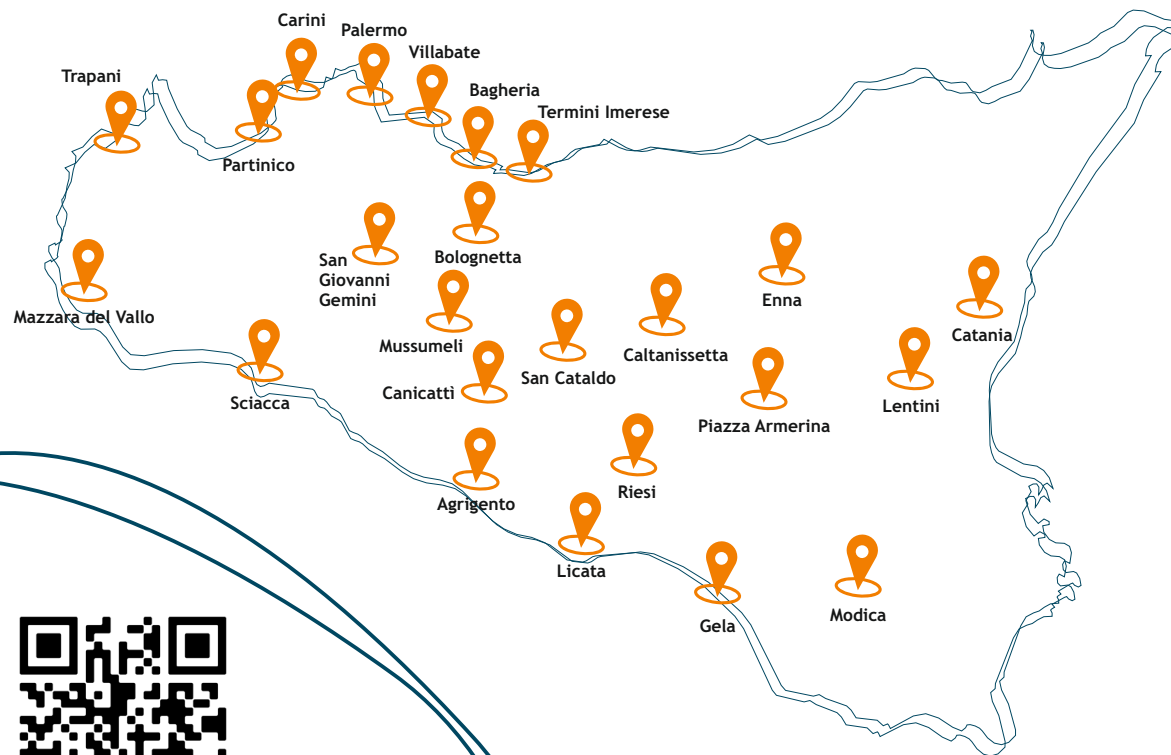 Carini
Palermo
Villabate
Trapani
Bagheria
Termini Imerese
Partinico
San
Giovanni
Gemini
Bolognetta
Enna
Mazzara del Vallo
Mussumeli
Caltanissetta
Catania
San Cataldo
Canicattì
Sciacca
Lentini
Piazza Armerina
Riesi
Agrigento
Licata
Gela
Modica